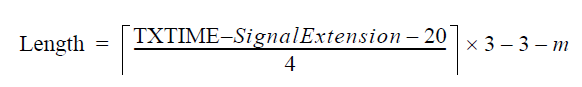 Length = ⌈(TXTIME–SignalExtension – 20) / 4⌉ × 3 – 3 – m